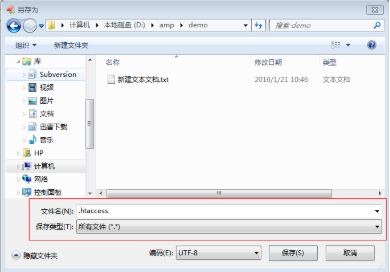 另存为
计算机 ▸ 本地磁盘 (D:) ▸ amp ▸ demo
搜索 demo
组织 新建文件夹
库
Subversion
视频
图片
文档
迅雷下载
音乐
HP
计算机
网络
控制面板
名称 修改日期 类型
新建文本文档.txt 2016/1/21 10:46 文本文档
文件名(N): .htaccess
保存类型(T): 所有文件 (*.*)
隐藏文件夹 编码(E): UTF-8 保存(S) 取消